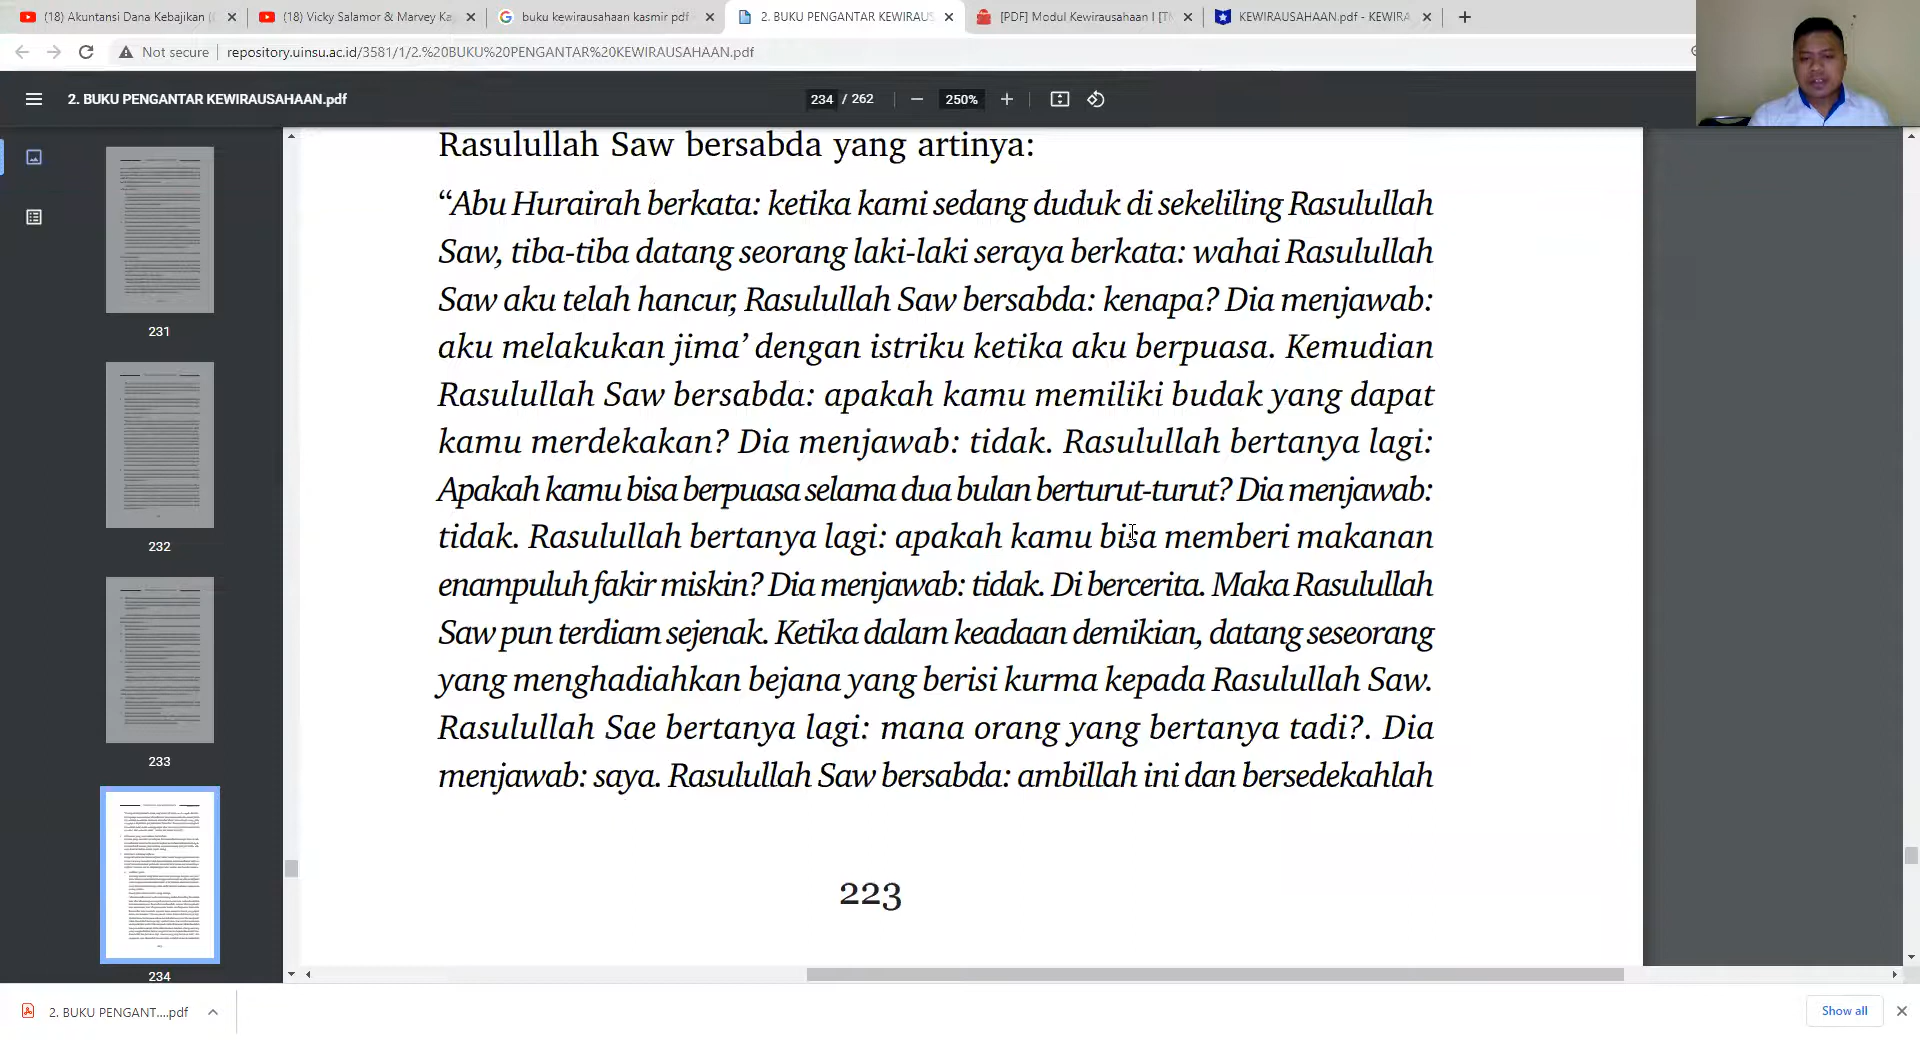 (18) Akuntansi Dana Kebajikan (
(18) Vicky Salamor & Marvey Ka
buku kewirausahaan kasmir pdf
2. BUKU PENGANTAR KEWIRAUS
[PDF] Modul Kewirausahaan I [TM
KEWIRAUSAHAAN.pdf - KEWIRA
Not secure
repository.uinsu.ac.id/3581/1/2.%20BUKU%20PENGANTAR%20KEWIRAUSAHAAN.pdf
2. BUKU PENGANTAR KEWIRAUSAHAAN.pdf
234 / 262
250%
231
232
233
234
Rasulullah Saw bersabda yang artinya:
“Abu Hurairah berkata: ketika kami sedang duduk di sekeliling Rasulullah
Saw, tiba-tiba datang seorang laki-laki seraya berkata: wahai Rasulullah
Saw aku telah hancur, Rasulullah Saw bersabda: kenapa? Dia menjawab:
aku melakukan jima’ dengan istriku ketika aku berpuasa. Kemudian
Rasulullah Saw bersabda: apakah kamu memiliki budak yang dapat
kamu merdekakan? Dia menjawab: tidak. Rasulullah bertanya lagi:
Apakah kamu bisa berpuasa selama dua bulan berturut-turut? Dia menjawab:
tidak. Rasulullah bertanya lagi: apakah kamu bisa memberi makanan
enampuluh fakir miskin? Dia menjawab: tidak. Di bercerita. Maka Rasulullah
Saw pun terdiam sejenak. Ketika dalam keadaan demikian, datang seseorang
yang menghadiahkan bejana yang berisi kurma kepada Rasulullah Saw.
Rasulullah Sae bertanya lagi: mana orang yang bertanya tadi?. Dia
menjawab: saya. Rasulullah Saw bersabda: ambillah ini dan bersedekahlah
223
2. BUKU PENGANT....pdf
Show all